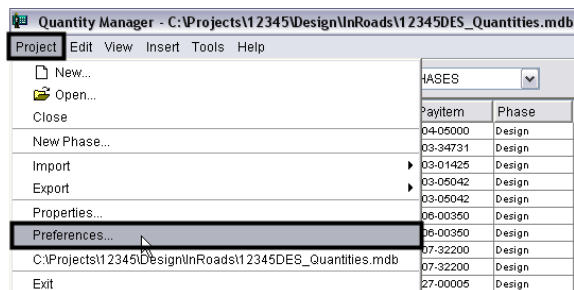 Quantity Manager - C:\Projects\12345\Design\InRoads\12345DES_Quantities.mdb
Project Edit View Insert Tools Help
New...
Open...
Close
New Phase...
Import
Export
Properties...
Preferences...
C:\Projects\12345\Design\InRoads\12345DES_Quantities.mdb
Exit
HASES
Payitem Phase
04-05000 Design
03-34731 Design
03-01425 Design
03-05042 Design
03-05042 Design
06-00350 Design
06-00350 Design
07-32200 Design
07-32200 Design
27-00005 Design